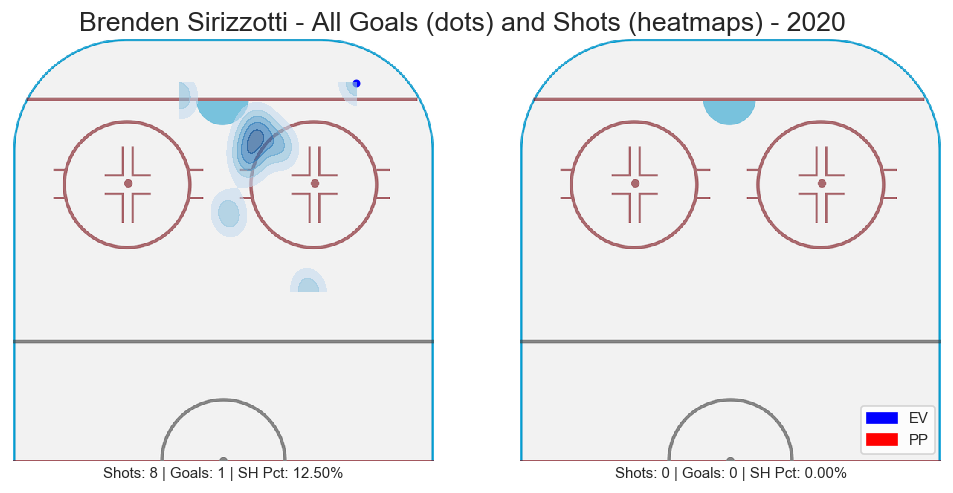 Brenden Sirizzotti - All Goals (dots) and Shots (heatmaps) - 2020
EV
PP
Shots: 8 | Goals: 1 | SH Pct: 12.50%
Shots: 0 | Goals: 0 | SH Pct: 0.00%